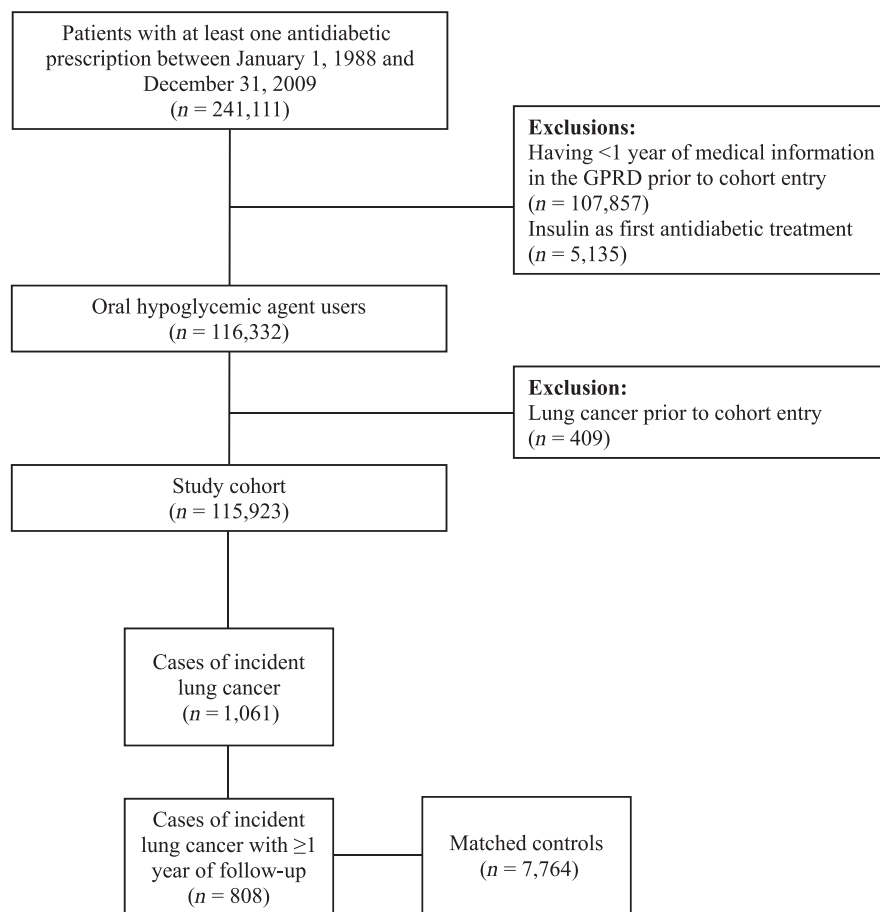 Patients with at least one antidiabetic
prescription between January 1, 1988 and
December 31, 2009
(n = 241,111)
Exclusions:
Having <1 year of medical information
in the GPRD prior to cohort entry
(n = 107,857)
Insulin as first antidiabetic treatment
(n = 5,135)
Oral hypoglycemic agent users
(n = 116,332)
Exclusion:
Lung cancer prior to cohort entry
(n = 409)
Study cohort
(n = 115,923)
Cases of incident
lung cancer
(n = 1,061)
Cases of incident
lung cancer with ≥1
year of follow-up
(n = 808)
Matched controls
(n = 7,764)